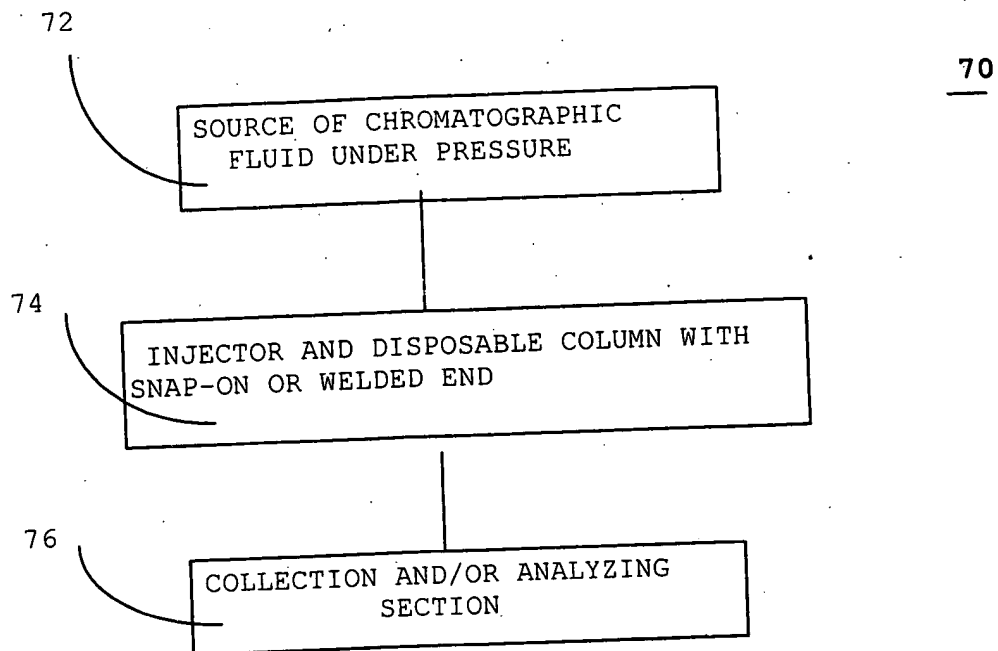 72
70
SOURCE OF CHROMATOGRAPHIC
FLUID UNDER PRESSURE
74
INJECTOR AND DISPOSABLE COLUMN WITH
SNAP-ON OR WELDED END
76
COLLECTION AND/OR ANALYZING
SECTION